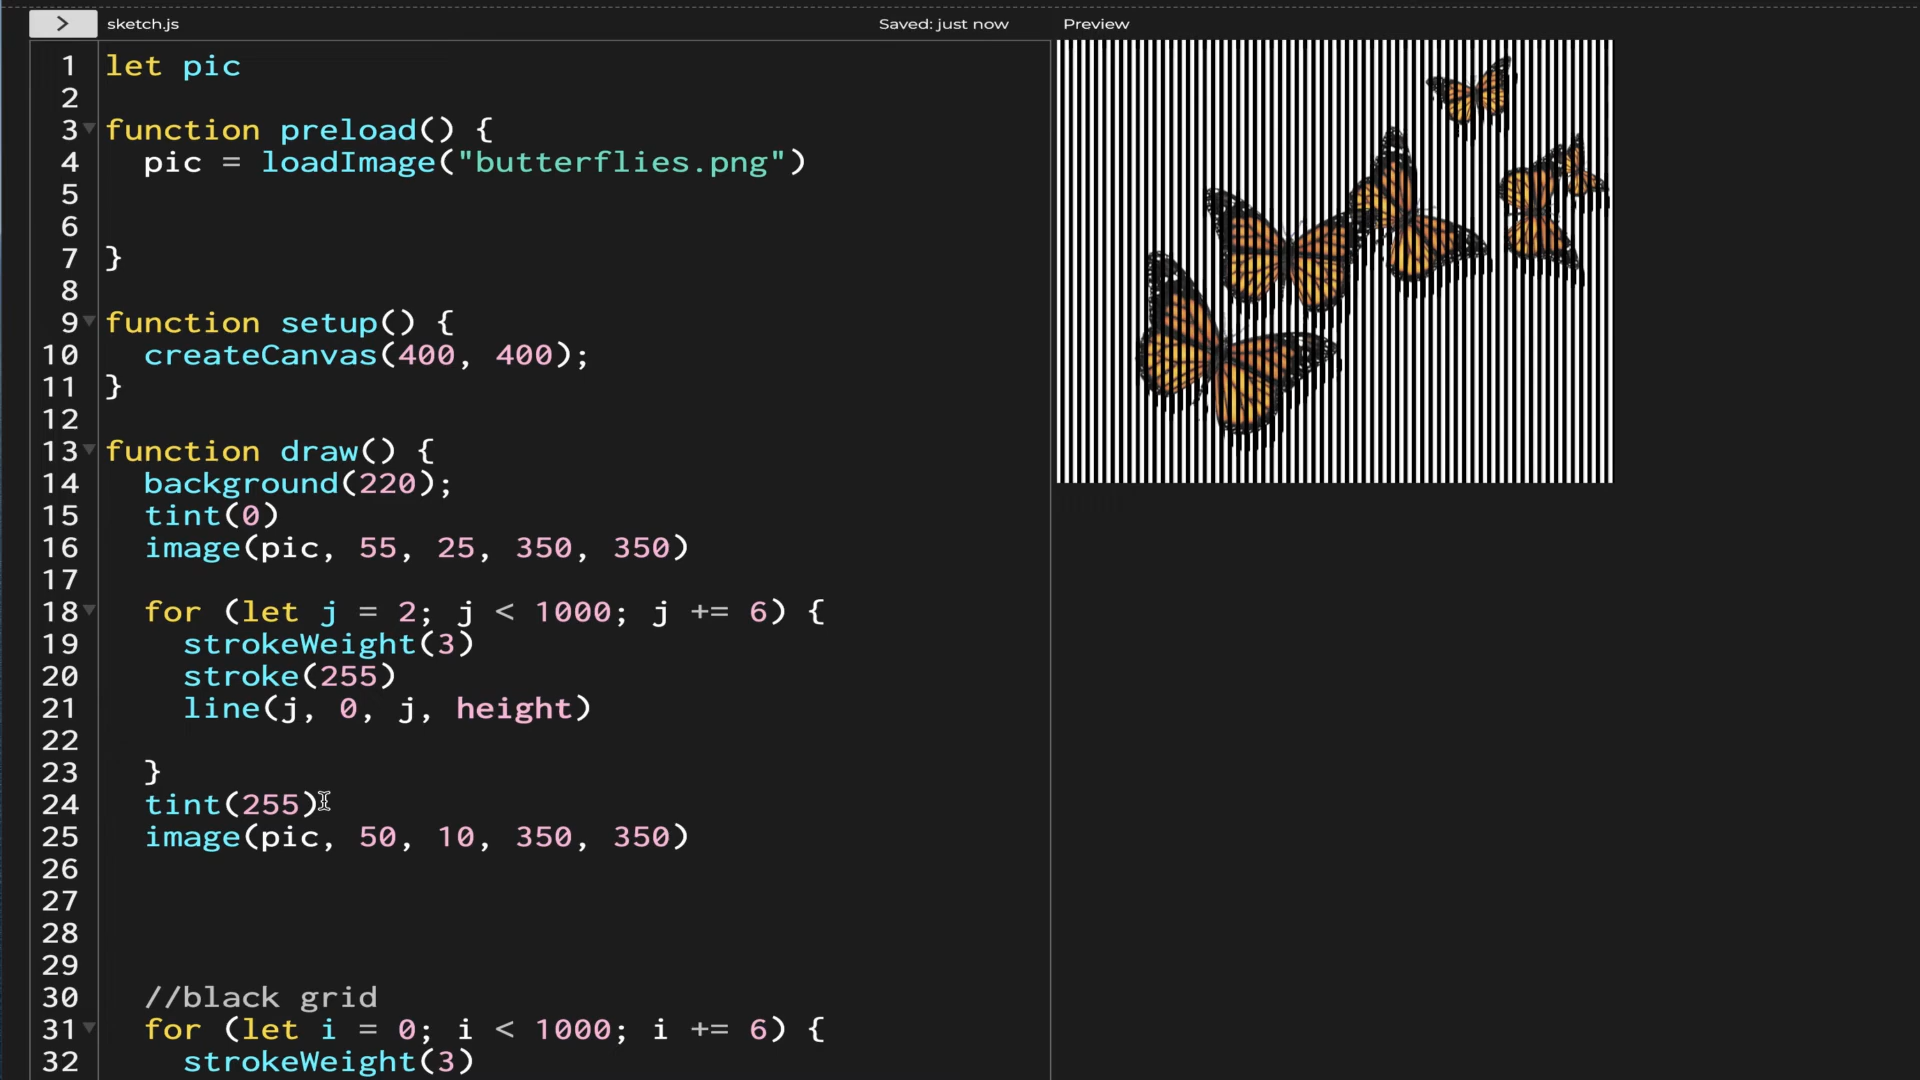 > sketch.js Saved: just now Preview
1 let pic
2
3 function preload() {
4 pic = loadImage("butterflies.png")
5
6
7 }
8
9 function setup() {
10 createCanvas(400, 400);
11 }
12
13 function draw() {
14 background(220);
15 tint(0)
16 image(pic, 55, 25, 350, 350)
17
18 for (let j = 2; j < 1000; j += 6) {
19 strokeWeight(3)
20 stroke(255)
21 line(j, 0, j, height)
22
23 }
24 tint(255)
25 image(pic, 50, 10, 350, 350)
26
27
28
29
30 //black grid
31 for (let i = 0; i < 1000; i += 6) {
32 strokeWeight(3)